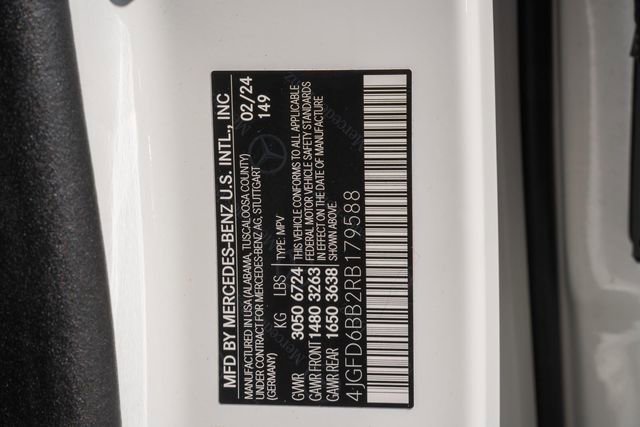 MFD BY MERCEDES-BENZ U.S. INTL., INC 02/24
MANUFACTURED IN USA (ALABAMA, TUSCALOOSA COUNTY) 149
UNDER CONTRACT FOR MERCEDES-BENZ AG, STUTTGART
(GERMANY)
KG LBS TYPE: MPV
GVWR 3050 6724
GAWR FRONT 1480 3263
GAWR REAR 1650 3638
THIS VEHICLE CONFORMS TO ALL APPLICABLE
FEDERAL MOTOR VEHICLE SAFETY STANDARDS
IN EFFECT ON THE DATE OF MANUFACTURE
SHOWN ABOVE.
4JGFD6BB2RB179588